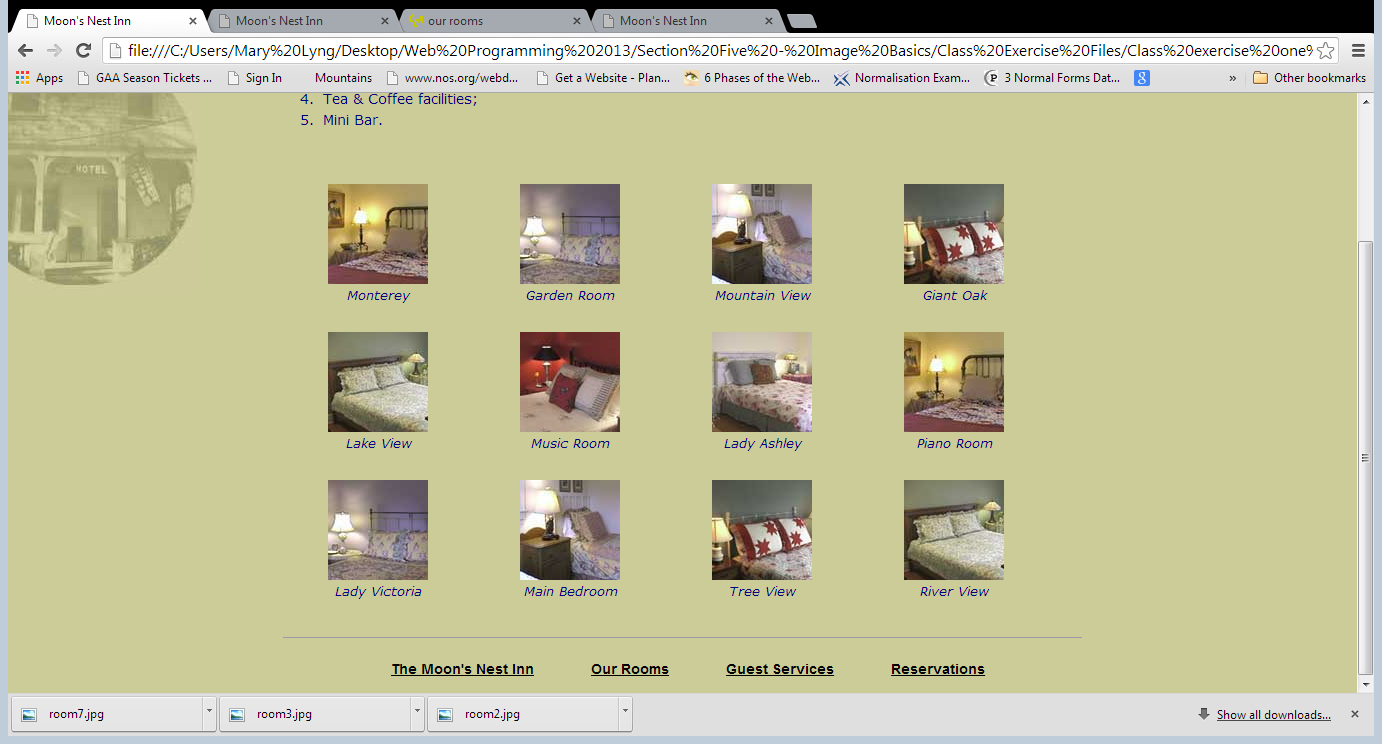 Moon's Nest Inn
Moon's Nest Inn
our rooms
Moon's Nest Inn
file:///C:/Users/Mary%20Lyng/Desktop/Web%20Programming%202013/Section%20Five%20-%20Image%20Basics/Class%20Exercise%20Files/Class%20exercise%20one%
Apps GAA Season Tickets ... Sign In Mountains www.nos.org/webd... Get a Website - Plan... 6 Phases of the Web... Normalisation Exam... P 3 Normal Forms Dat... g » Other bookmarks
HOTEL
4. Tea & Coffee facilities;
5. Mini Bar.
Monterey Garden Room Mountain View Giant Oak
Lake View Music Room Lady Ashley Piano Room
Lady Victoria Main Bedroom Tree View River View
The Moon's Nest Inn Our Rooms Guest Services Reservations
room7.jpg room3.jpg room2.jpg Show all downloads...